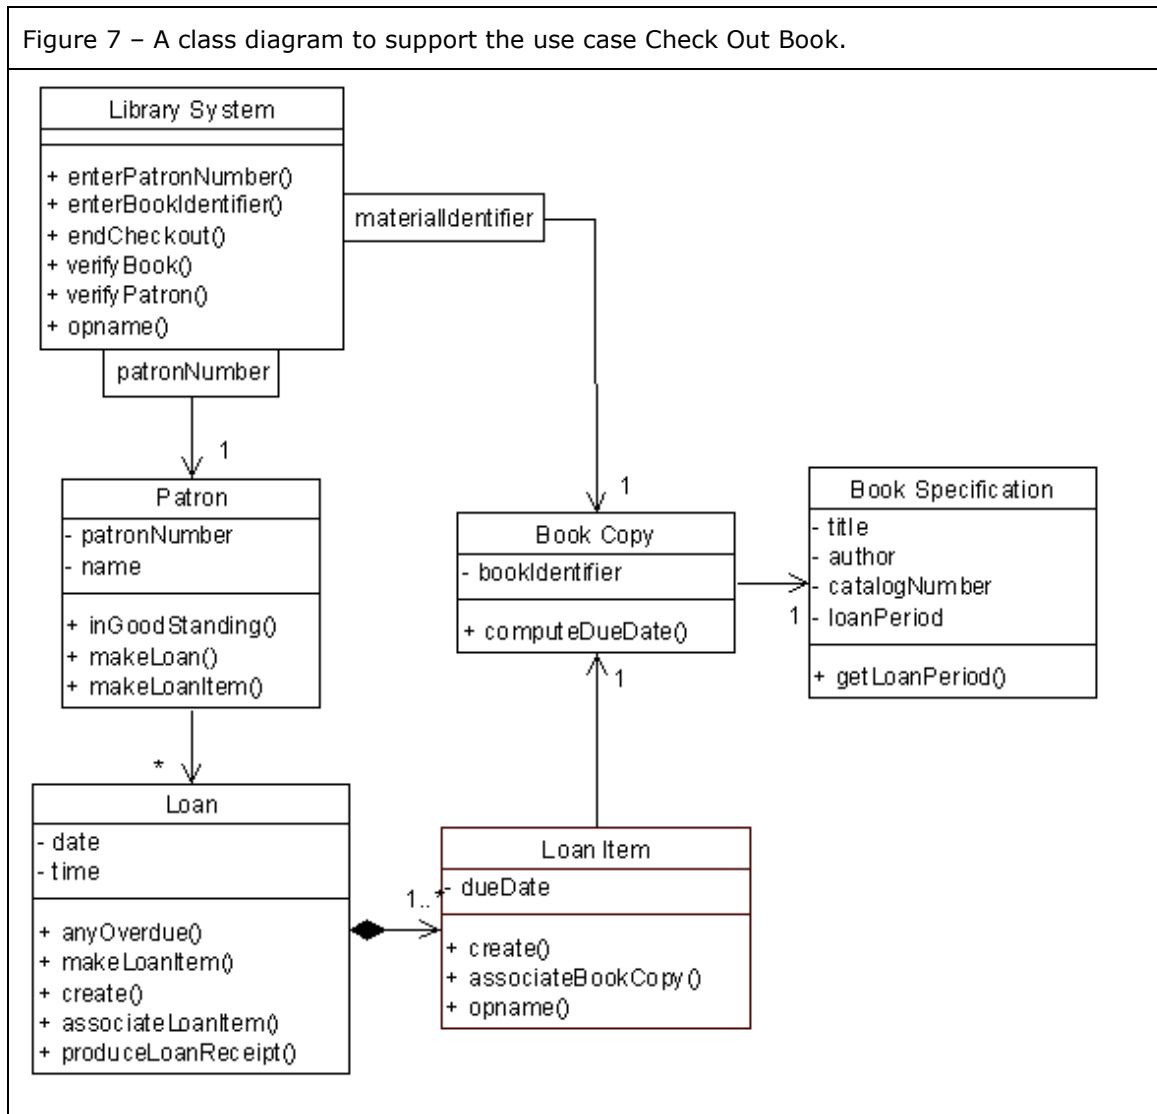 Figure 7 – A class diagram to support the use case Check Out Book.
Library System
+ enterPatronNumber()
+ enterBookIdentifier()
+ endCheckout()
+ verifyBook()
+ verifyPatron()
+ opname()
materialIdentifier
patronNumber
1
Patron
- patronNumber
- name
+ inGoodStanding()
+ makeLoan()
+ makeLoanItem()
1
Book Copy
- bookIdentifier
+ computeDueDate()
1
Book Specification
- title
- author
- catalogNumber
- loanPeriod
+ getLoanPeriod()
1
*
Loan
- date
- time
+ anyOverdue()
+ makeLoanItem()
+ create()
+ associateLoanItem()
+ produceLoanReceipt()
1..*
Loan Item
- dueDate
+ create()
+ associateBookCopy()
+ opname()